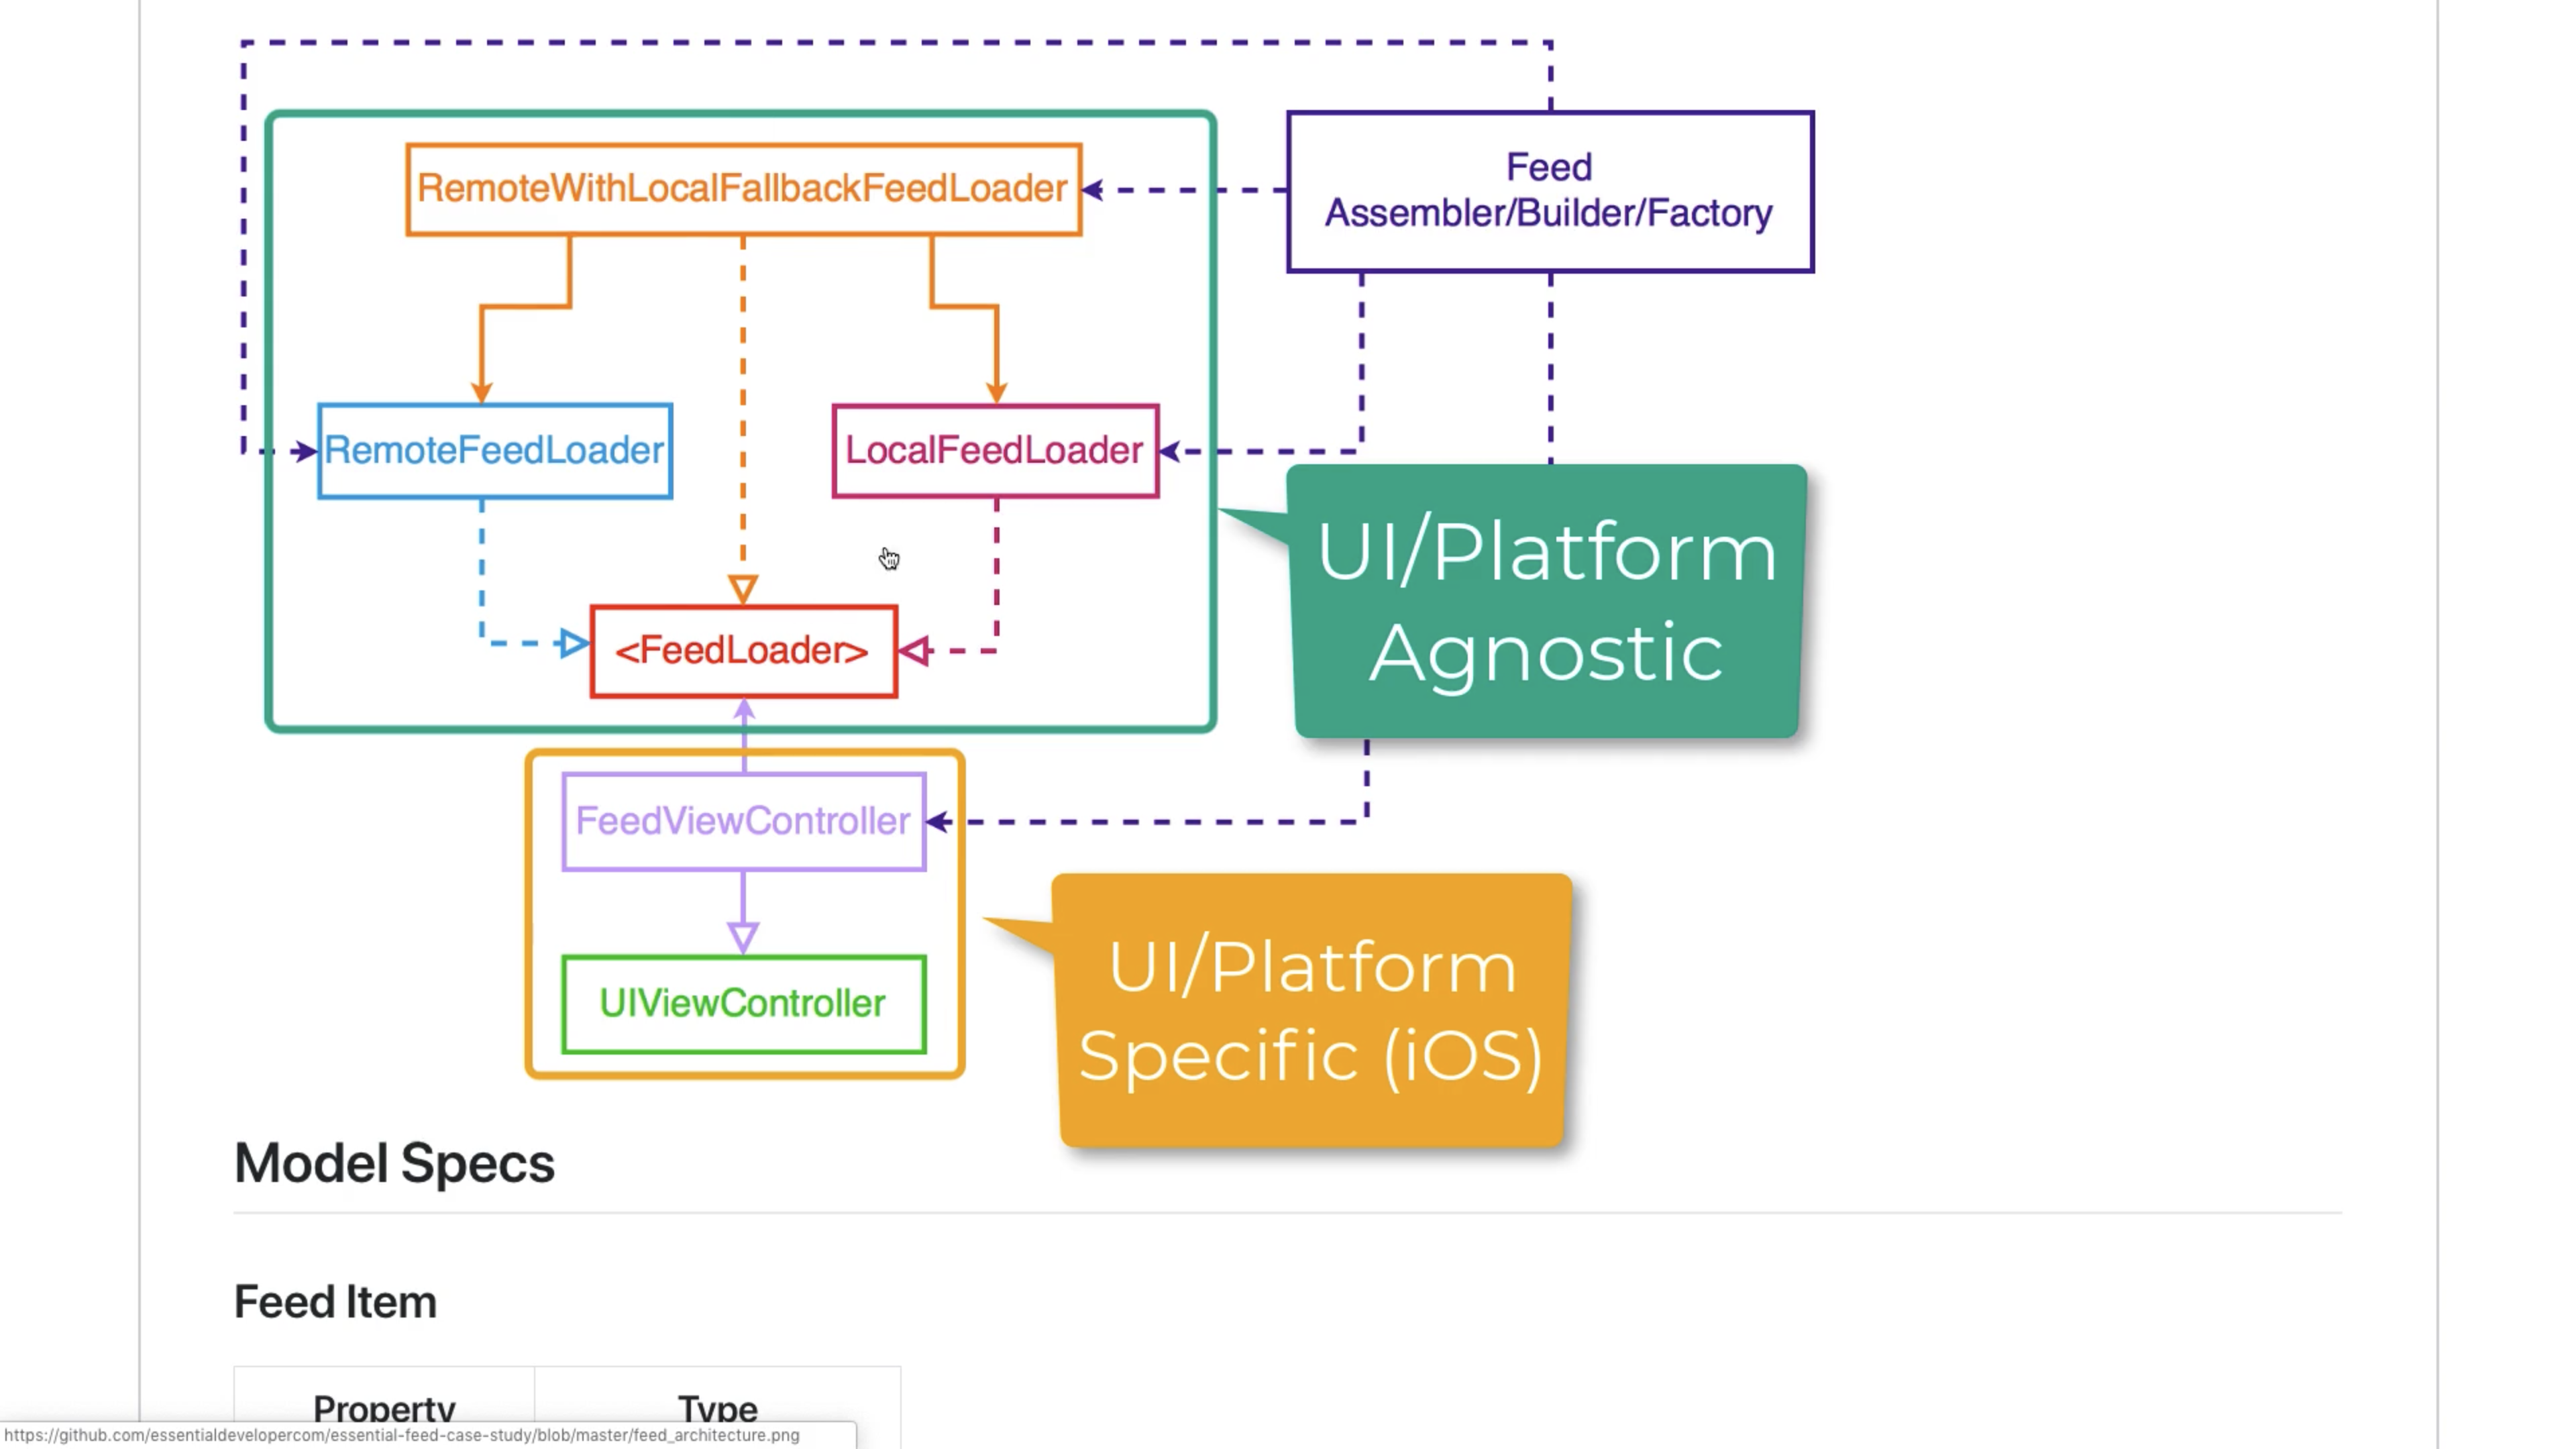 RemoteWithLocalFallbackFeedLoader
Feed
Assembler/Builder/Factory
RemoteFeedLoader
LocalFeedLoader
UI/Platform
Agnostic
<FeedLoader>
FeedViewController
UI/Platform
Specific (iOS)
UIViewController
Model Specs
Feed Item
Property Type
https://github.com/essentialdevelopercom/essential-feed-case-study/blob/master/feed_architecture.png